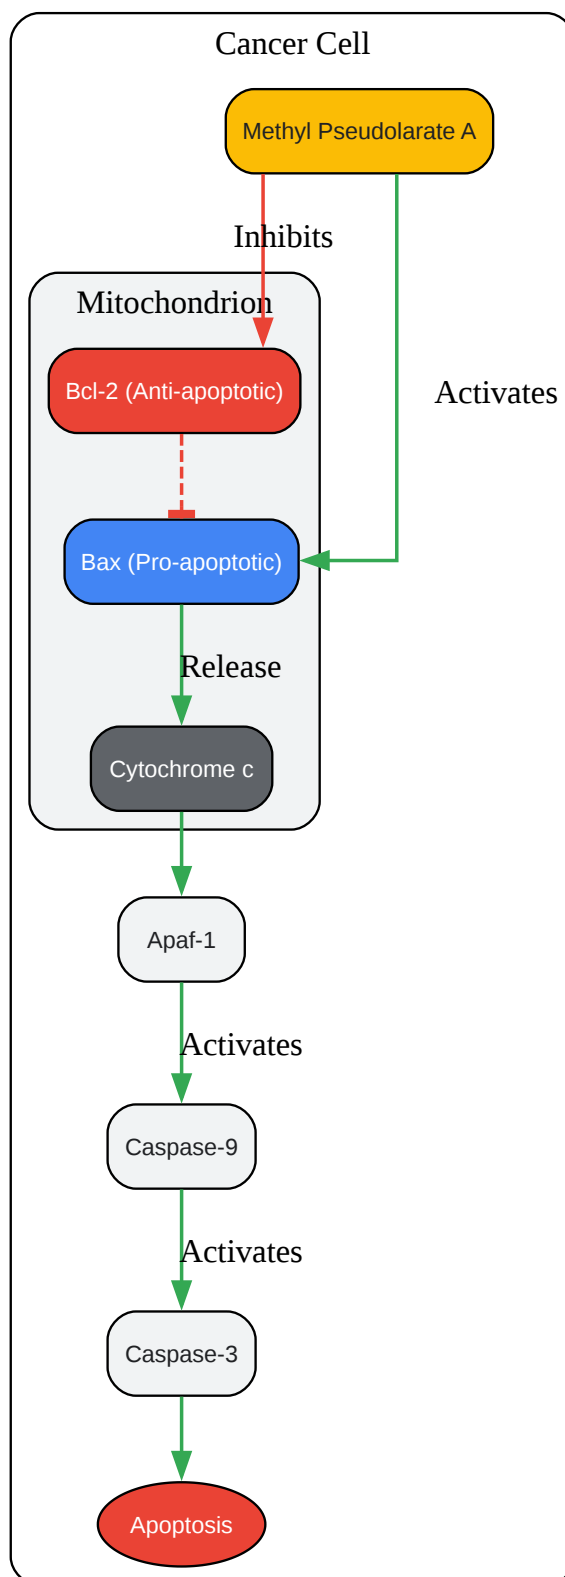 Cancer Cell
Methyl Pseudolarate A
Inhibits
Mitochondrion
Bcl-2 (Anti-apoptotic)
Activates
Bax (Pro-apoptotic)
Release
Cytochrome c
Apaf-1
Activates
Caspase-9
Activates
Caspase-3
Apoptosis